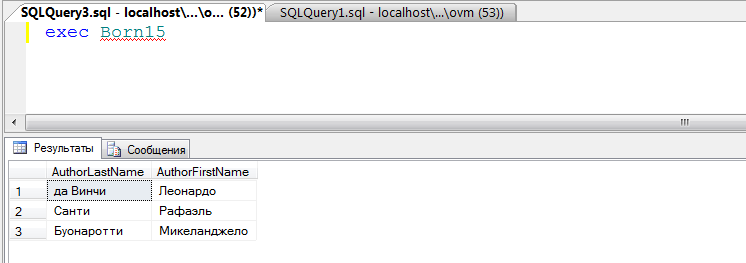 SQLQuery3.sql - localhost\...\o... (52))* SQLQuery1.sql - localhost\...\ovm (53))
exec Born15
Результаты Сообщения
AuthorLastName AuthorFirstName
1 да Винчи Леонардо
2 Санти Рафаэль
3 Буонаротти Микеланджело